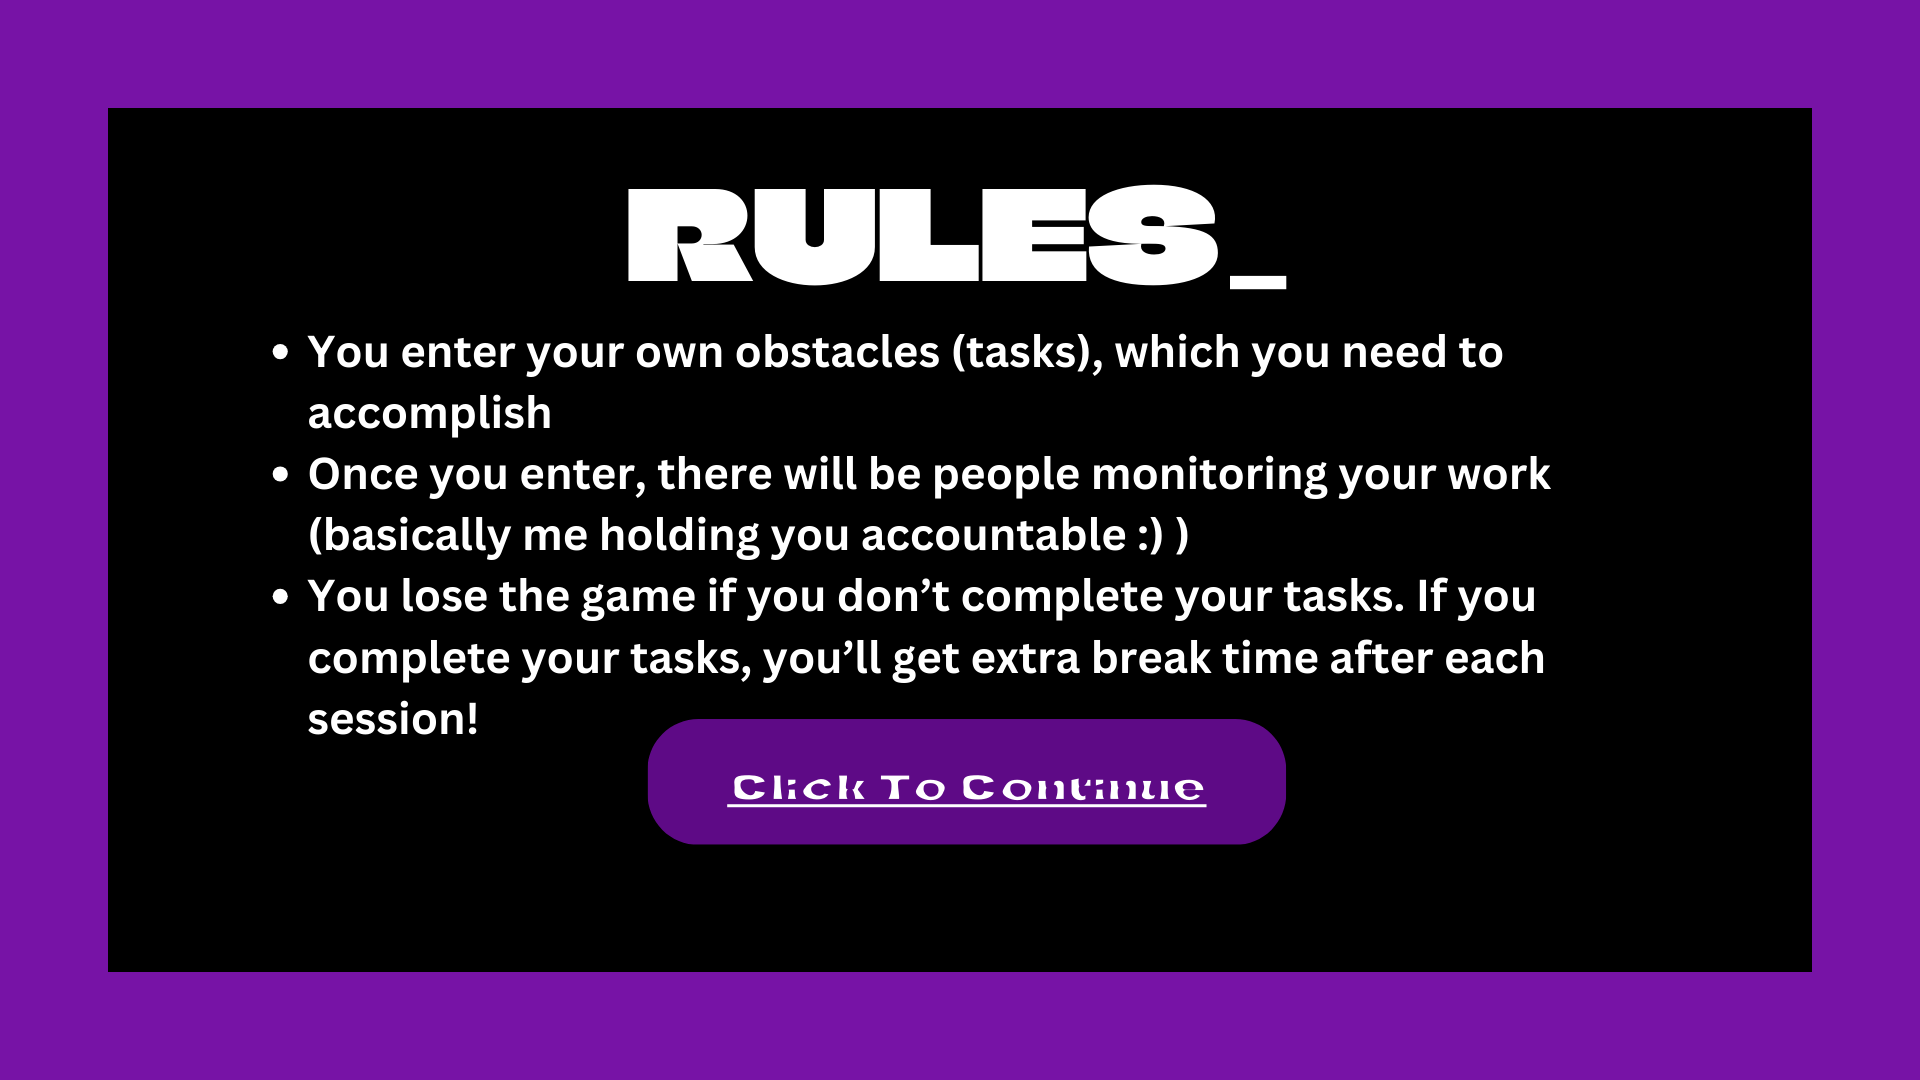 RULES_
• You enter your own obstacles (tasks), which you need to
accomplish
• Once you enter, there will be people monitoring your work
(basically me holding you accountable :) )
• You lose the game if you don’t complete your tasks. If you
complete your tasks, you’ll get extra break time after each
session!
Click To Continue